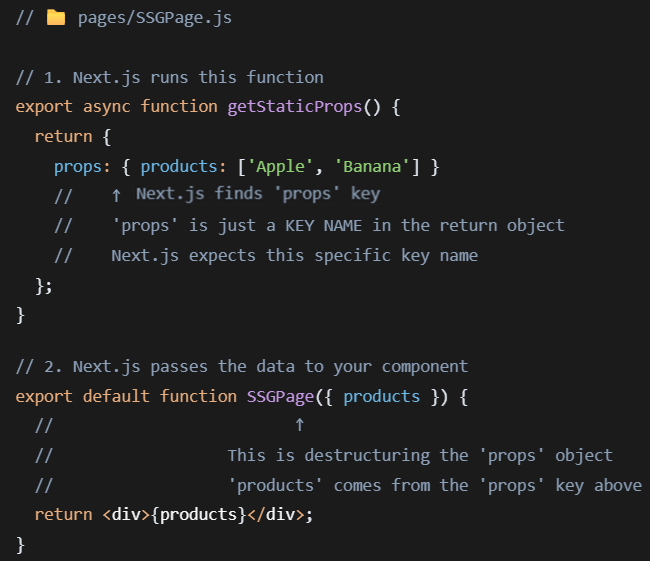 // 📁 pages/SSGPage.js
// 1. Next.js runs this function
export async function getStaticProps() {
return {
props: { products: ['Apple', 'Banana'] }
// ↑ Next.js finds 'props' key
// 'props' is just a KEY NAME in the return object
// Next.js expects this specific key name
};
}
// 2. Next.js passes the data to your component
export default function SSGPage({ products }) {
// ↑
// This is destructuring the 'props' object
// 'products' comes from the 'props' key above
return <div>{products}</div>;
}